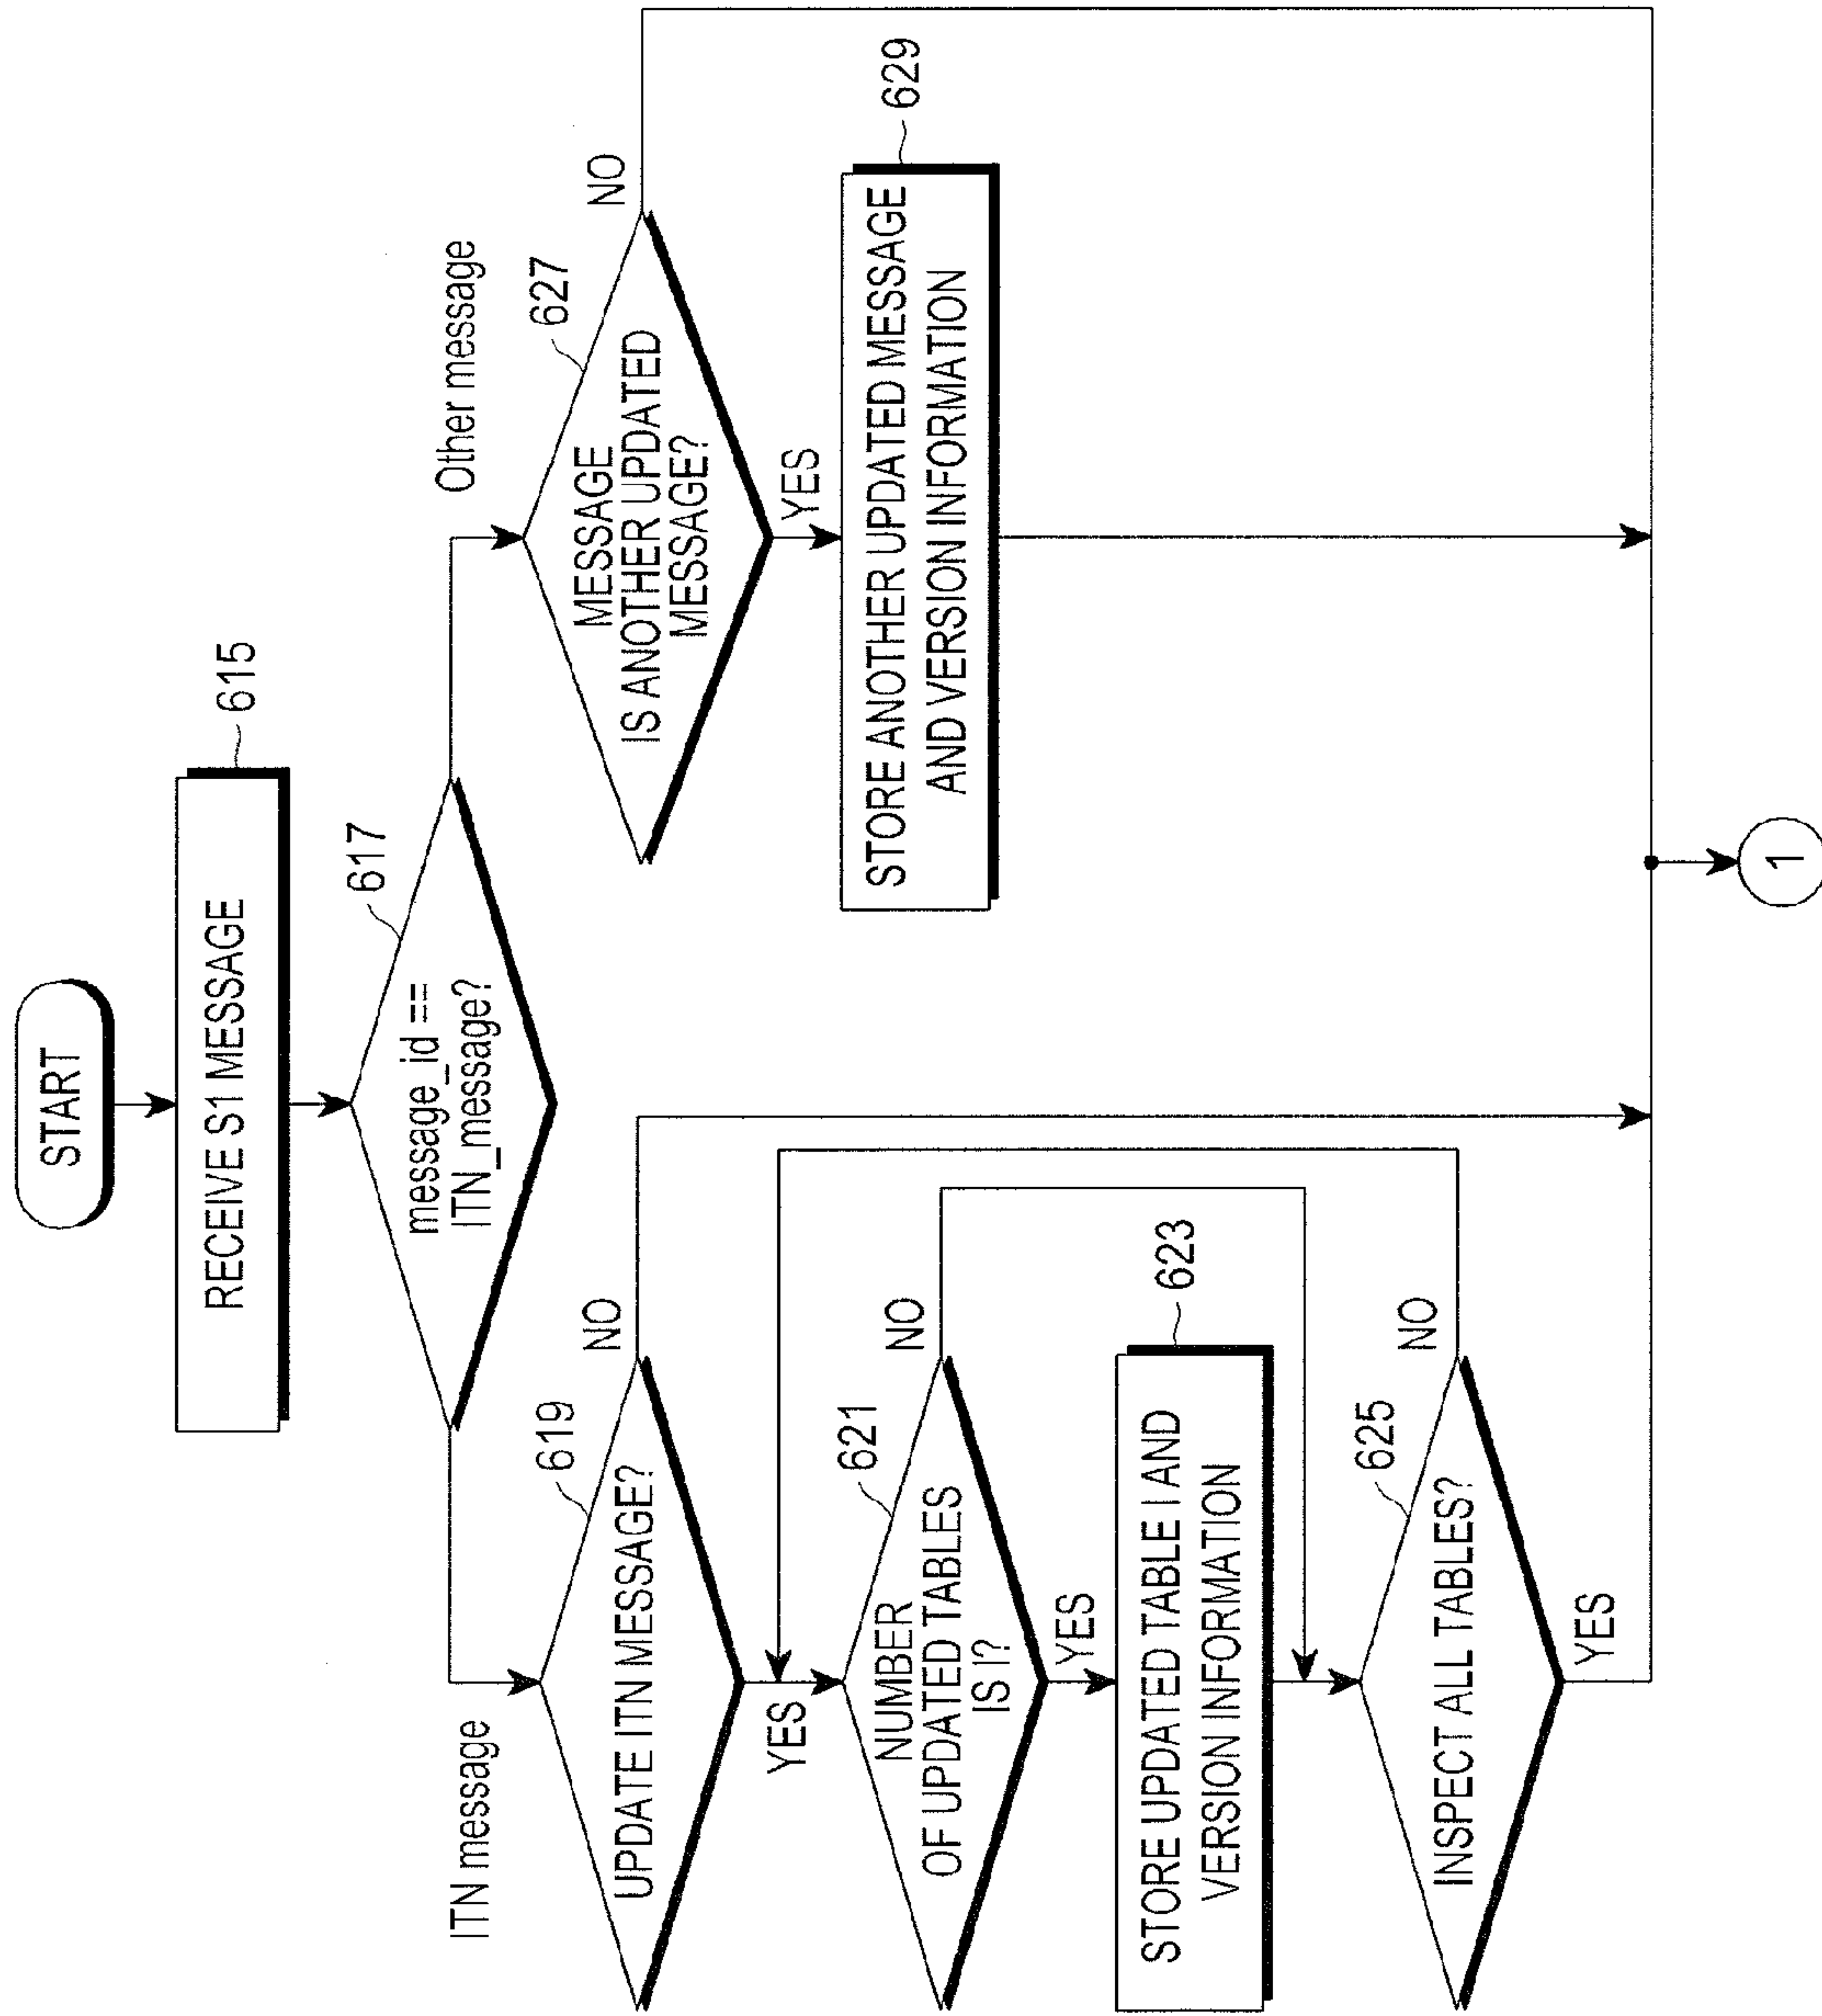 START
RECEIVE S1 MESSAGE
615
message_id ==
ITN_message?
617
ITN message
Other message
UPDATE ITN MESSAGE?
619
NO
YES
NUMBER
OF UPDATED TABLES
IS I?
621
NO
YES
STORE UPDATED TABLE I AND
VERSION INFORMATION
623
INSPECT ALL TABLES?
625
NO
YES
MESSAGE
IS ANOTHER UPDATED
MESSAGE?
627
NO
YES
STORE ANOTHER UPDATED MESSAGE
AND VERSION INFORMATION
629
1